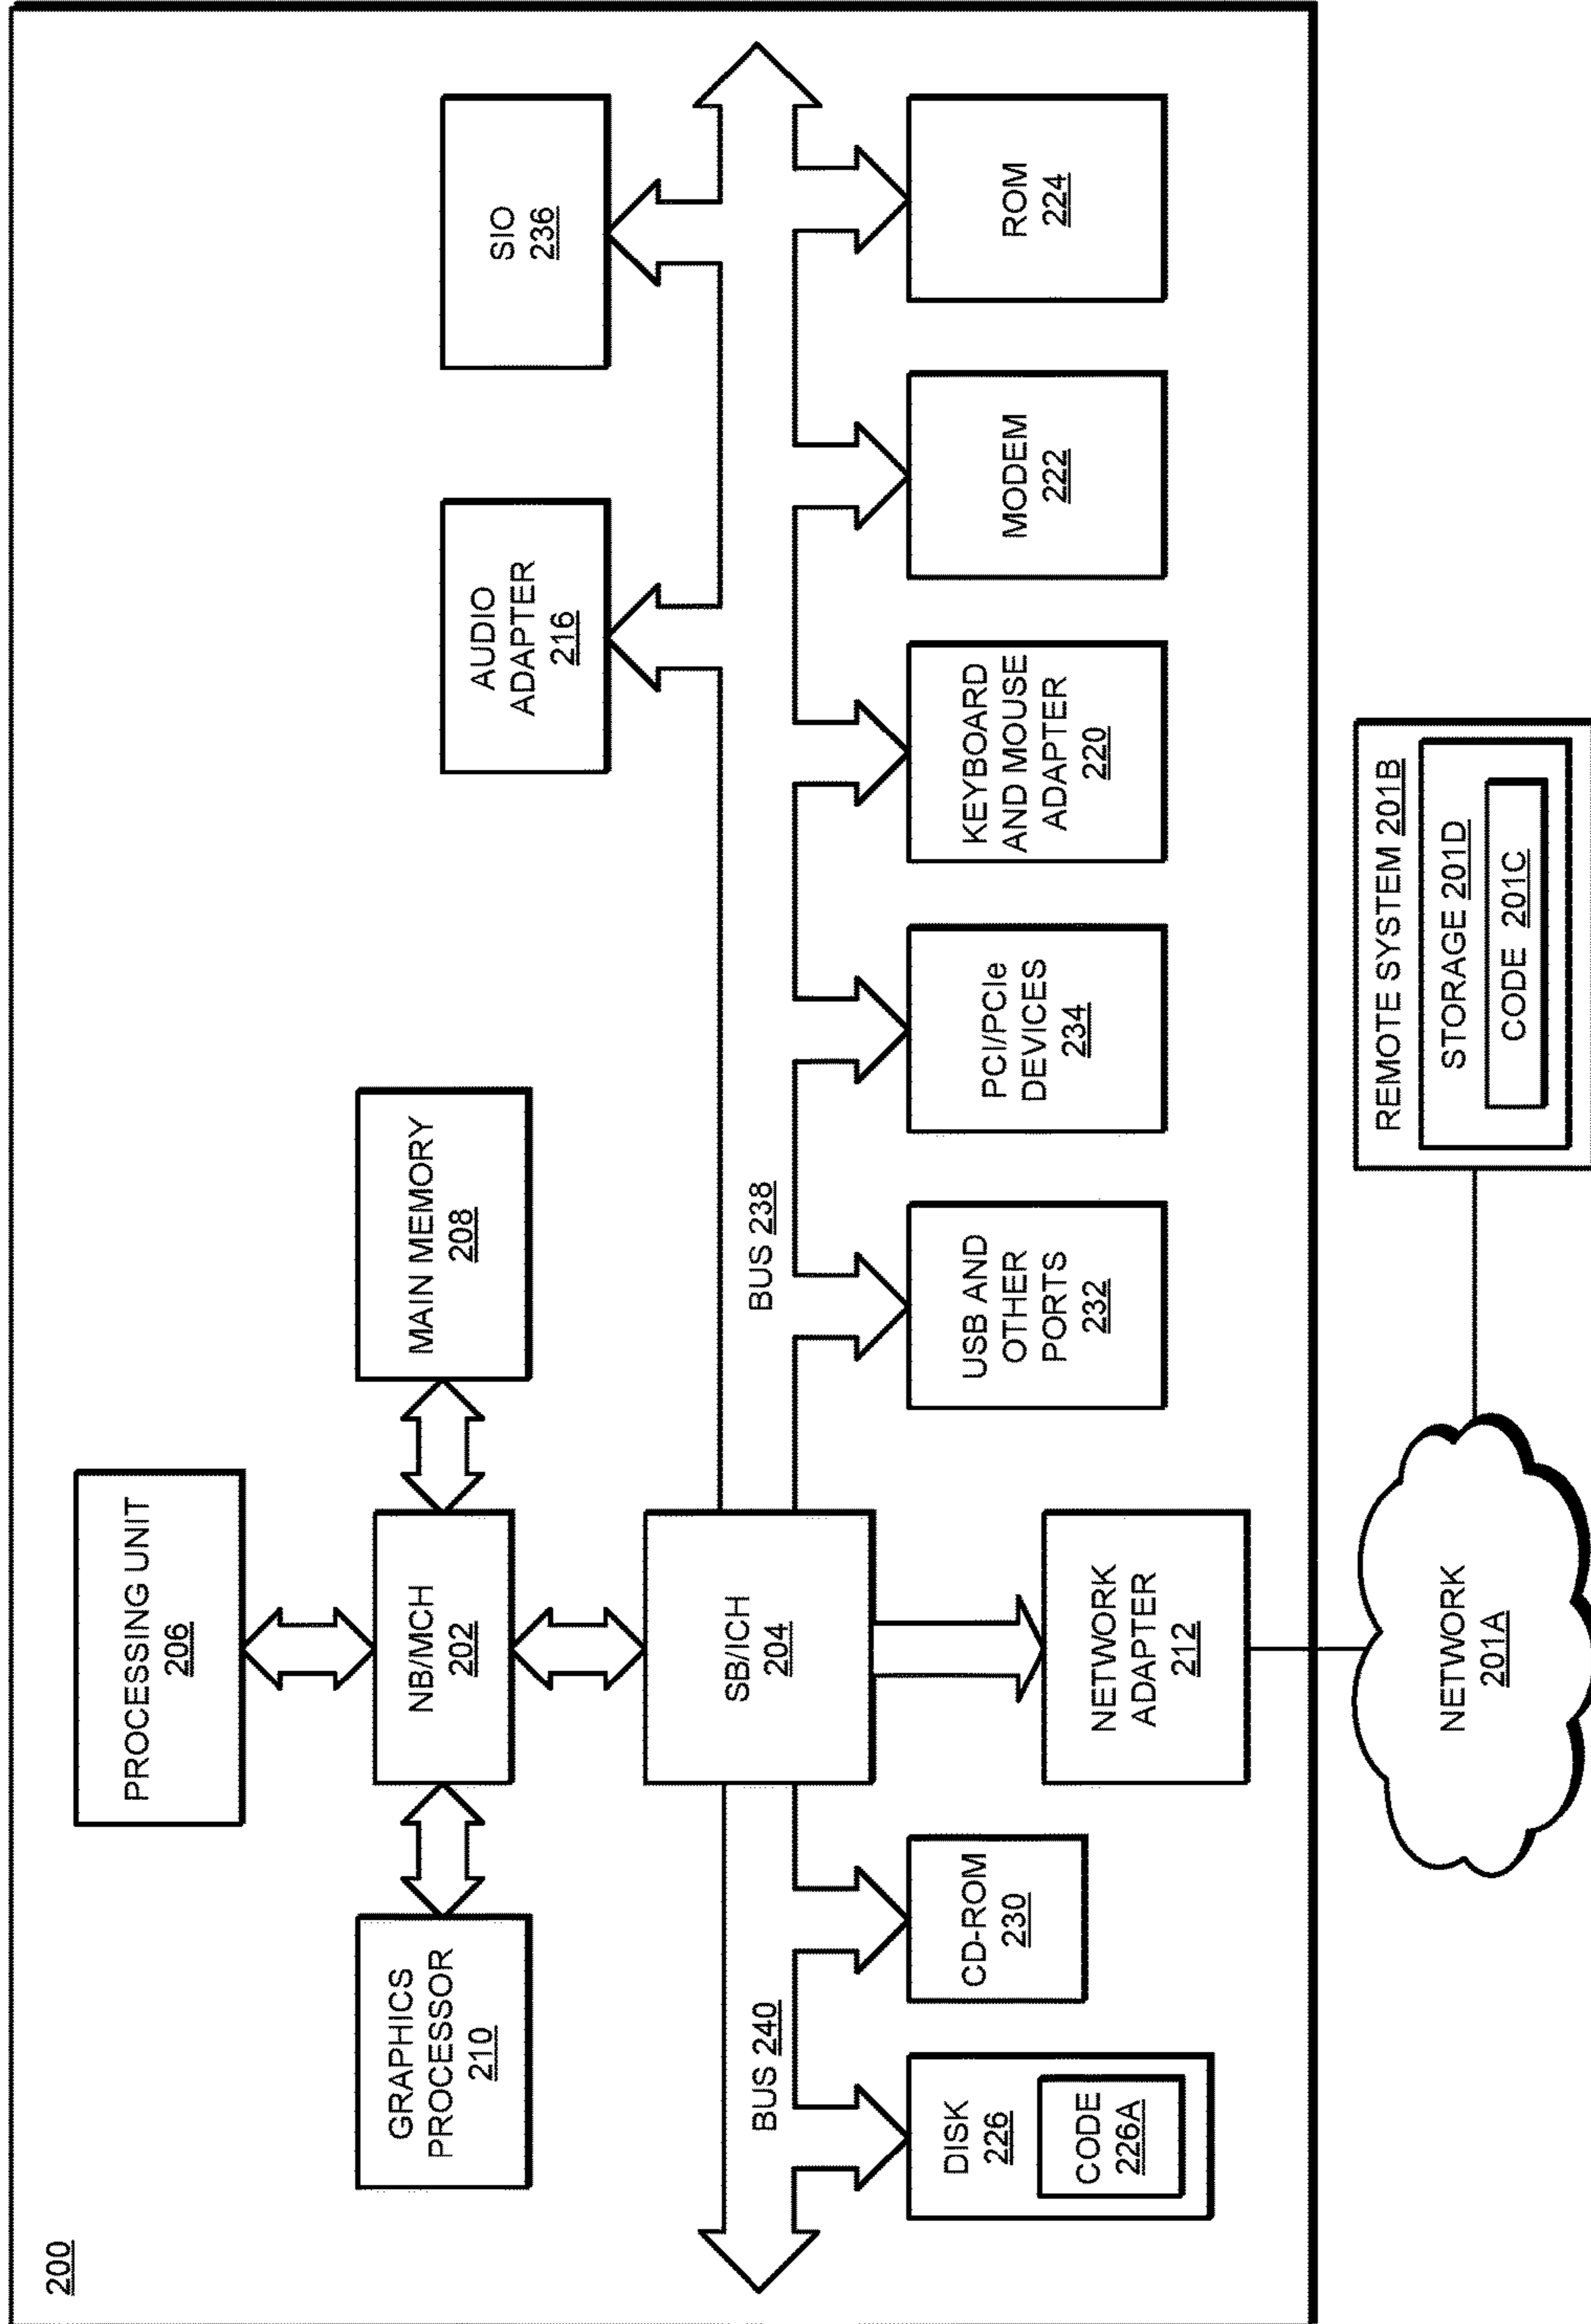 200
PROCESSING UNIT
206
GRAPHICS
PROCESSOR
210
NB/MCH
202
MAIN MEMORY
208
AUDIO
ADAPTER
216
SIO
236
SB/ICH
204
BUS 240
BUS 238
DISK
226
CODE
226A
CD-ROM
230
NETWORK
ADAPTER
212
USB AND
OTHER
PORTS
232
PCI/PCIe
DEVICES
234
KEYBOARD
AND MOUSE
ADAPTER
220
MODEM
222
ROM
224
NETWORK
201A
REMOTE SYSTEM 201B
STORAGE 201D
CODE 201C